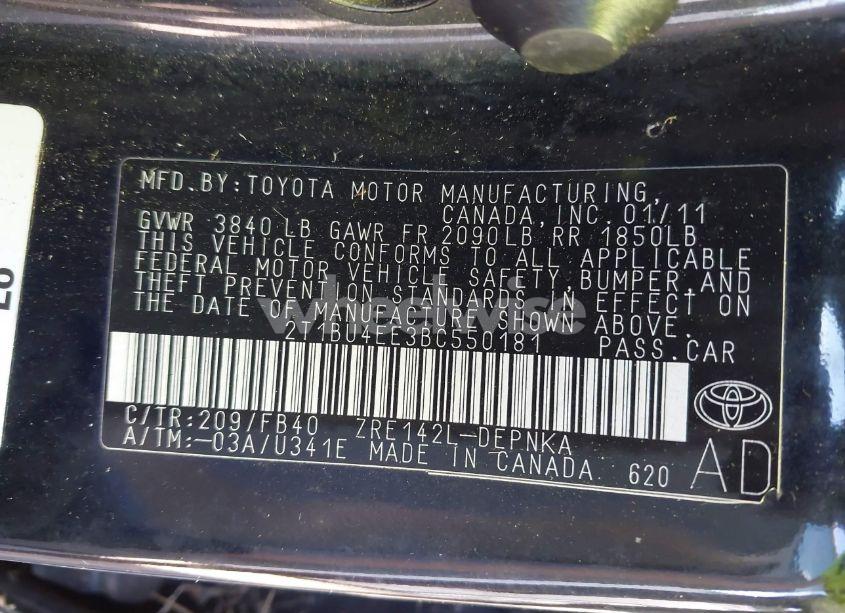 MFD. BY: TOYOTA MOTOR MANUFACTURING,
CANADA, INC. 01/11
GVWR 3840 LB GAWR FR 2090LB RR 1850LB
THIS VEHICLE CONFORMS TO ALL APPLICABLE
FEDERAL MOTOR VEHICLE SAFETY, BUMPER, AND
THEFT PREVENTION STANDARDS IN EFFECT ON
THE DATE OF MANUFACTURE SHOWN ABOVE.
wheelwise
2T1BU4EE3BC550181 PASS. CAR
C/TR: 209/FB40 ZRE142L-DEPNKA
A/TM: -03A/U341E MADE IN CANADA 620 AD